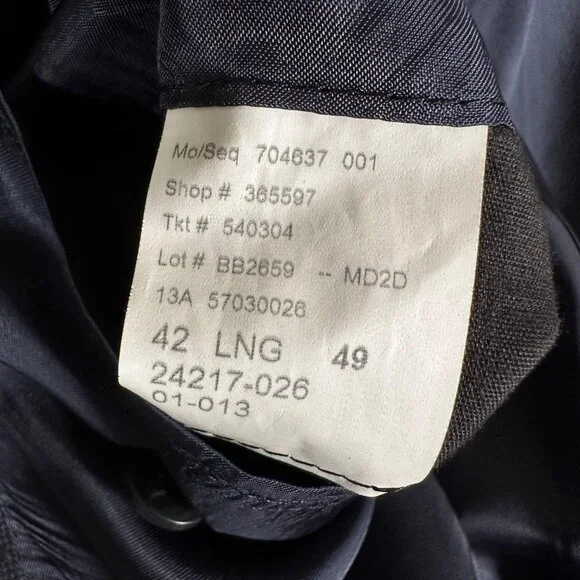 Mo/Seq 704637 001
Shop # 365597
Tkt # 540304
Lot # BB2659 -- MD2D
13A 57030026
42 LNG 49
24217-026
01-013